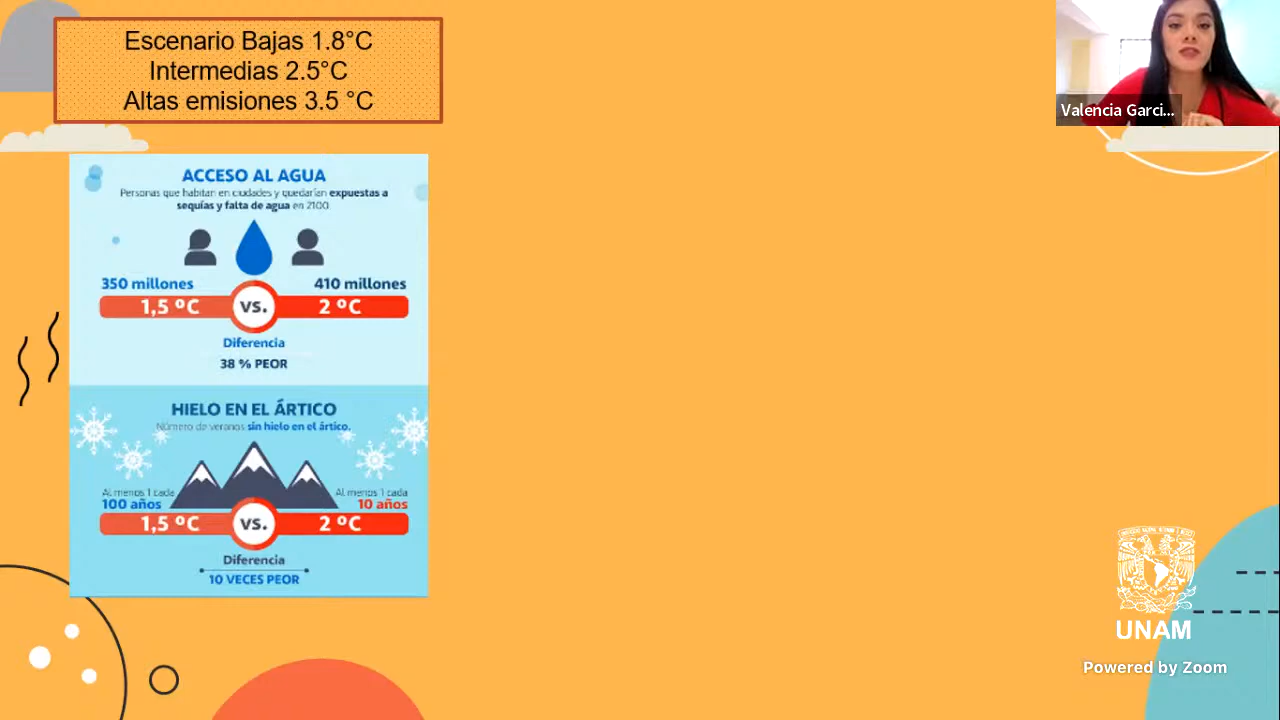 Escenario Bajas 1.8°C
Intermedias 2.5°C
Altas emisiones 3.5 °C
Valencia Garci...
ACCESO AL AGUA
Personas que habitan en ciudades y quedarían expuestas a
sequías y falta de agua en 2100.
350 millones
410 millones
1,5 ºC
VS.
2 ºC
Diferencia
38 % PEOR
HIELO EN EL ÁRTICO
Número de veranos sin hielo en el ártico.
Al menos 1 cada
100 años
Al menos 1 cada
10 años
1,5 ºC
VS.
2 ºC
Diferencia
10 VECES PEOR
UNAM
Powered by Zoom